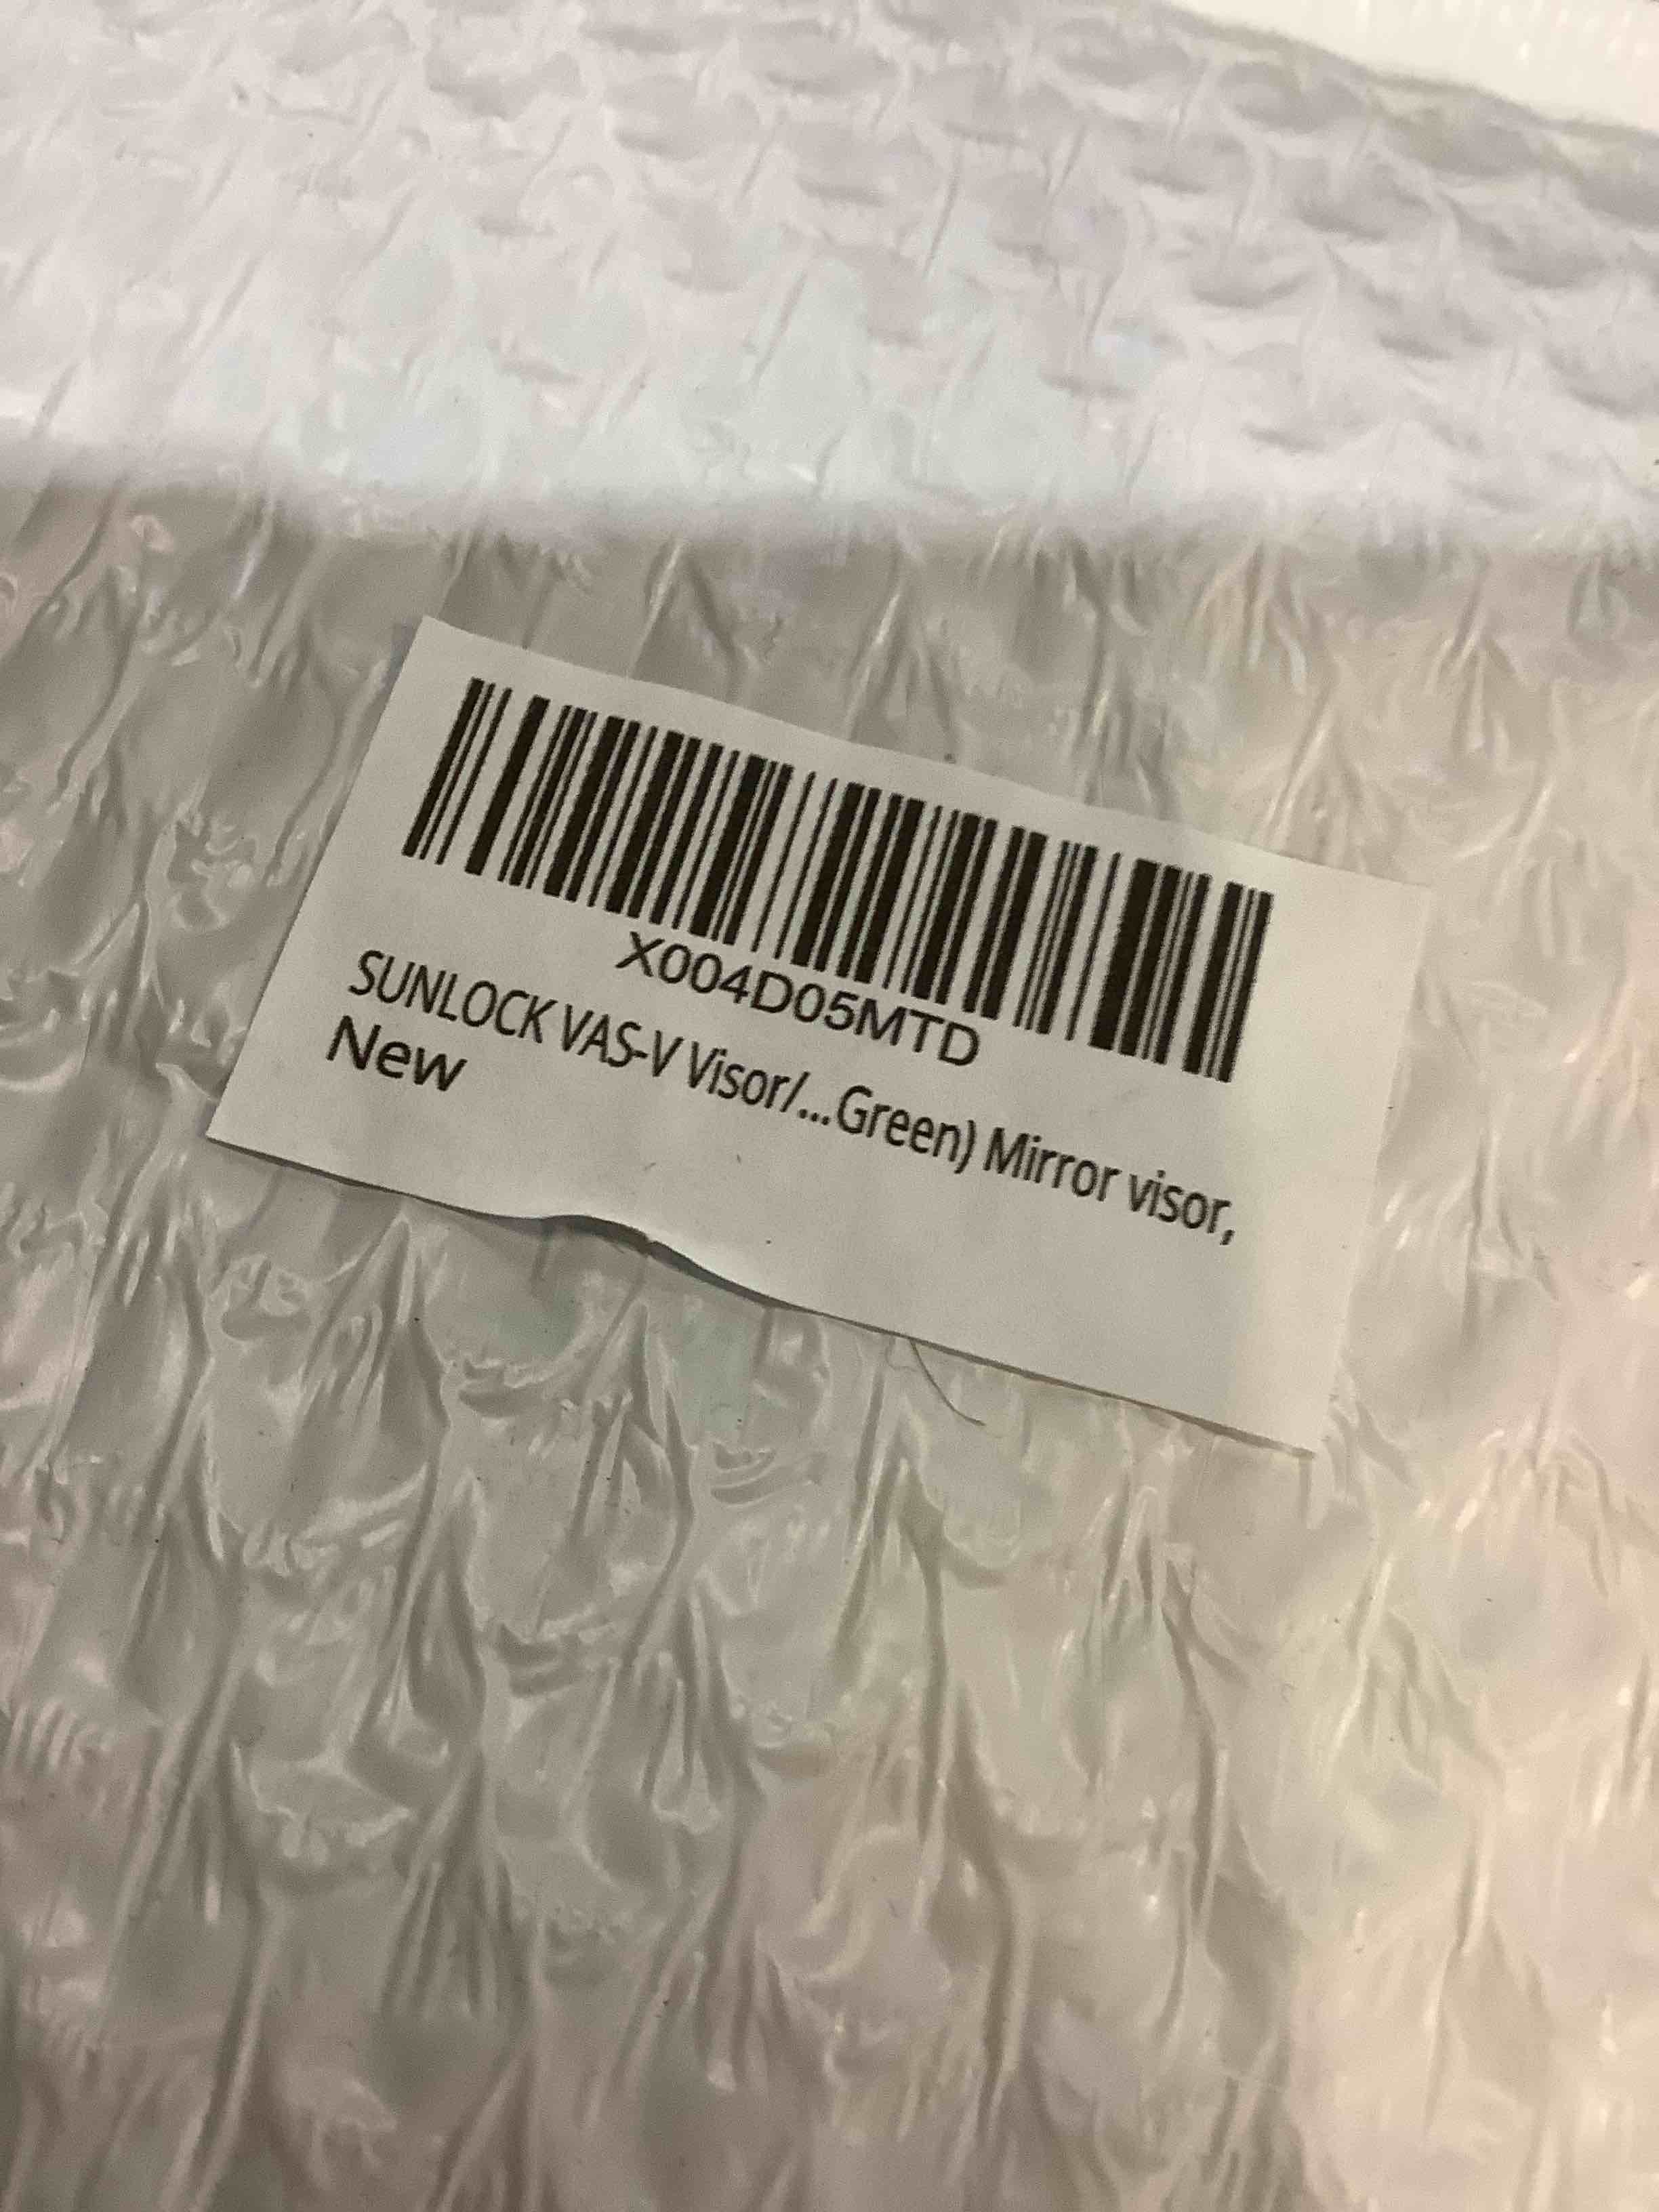 X004D05MTD
SUNLOCK VAS-V Visor/...Green) Mirror visor,
New